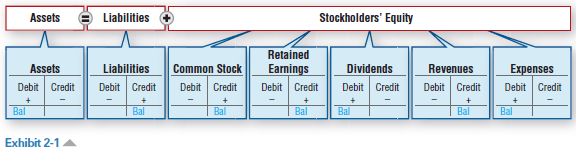 Assets = Liabilities + Stockholders' Equity
Assets Liabilities Common Stock Retained Earnings Dividends Revenues Expenses
Debit Credit Debit Credit Debit Credit Debit Credit Debit Credit Debit Credit Debit Credit
+ − − + − + − + + − − + + −
Bal Bal Bal Bal Bal Bal Bal
Exhibit 2-1